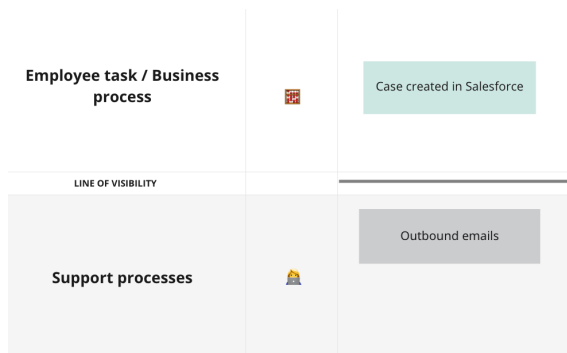 Employee task / Business
process
Case created in Salesforce
LINE OF VISIBILITY
Outbound emails
Support processes